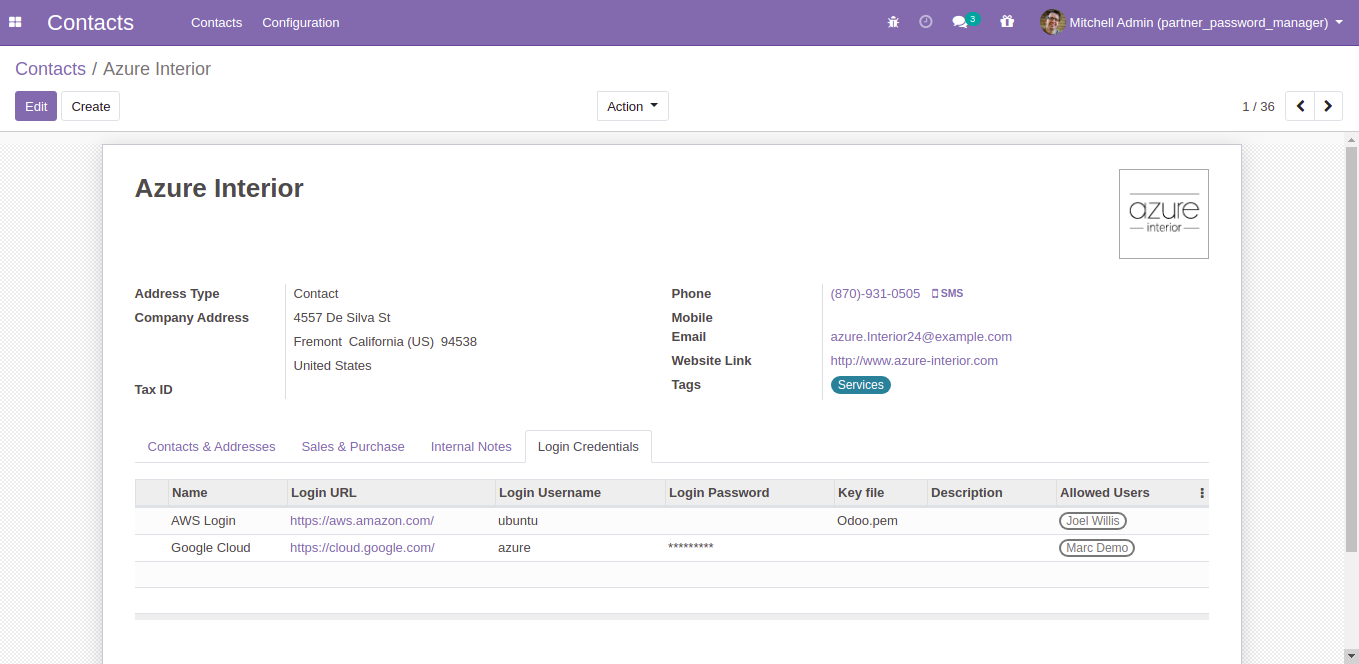 Contacts Contacts Configuration 3 Mitchell Admin (partner_password_manager)
Contacts / Azure Interior
Edit Create Action 1 / 36
Azure Interior
azure
interior
Address Type Contact Phone (870)-931-0505 SMS
Company Address 4557 De Silva St Mobile
Fremont California (US) 94538 Email azure.Interior24@example.com
United States Website Link http://www.azure-interior.com
Tax ID Tags Services
Contacts & Addresses Sales & Purchase Internal Notes Login Credentials
Name Login URL Login Username Login Password Key file Description Allowed Users
AWS Login https://aws.amazon.com/ ubuntu Odoo.pem Joel Willis
Google Cloud https://cloud.google.com/ azure ********* Marc Demo